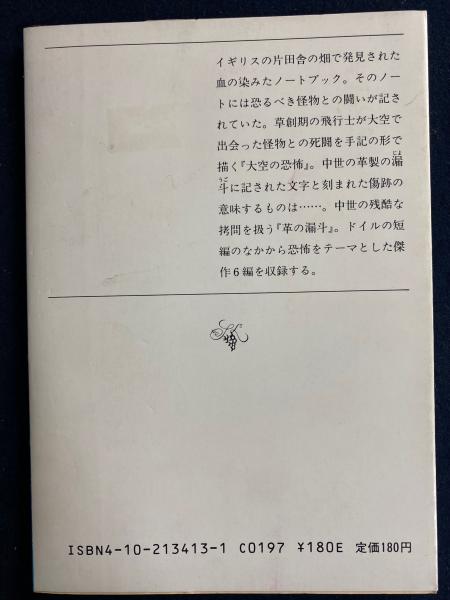 イギリスの片田舎の畑で発見された
血の染みたノートブック。そのノー
トには恐るべき怪物との闘いが記さ
れていた。草創期の飛行士が大空で
出会った怪物との死闘を手記の形で
描く『大空の恐怖』。中世の革製の漏
斗に記された文字と刻まれた傷跡の
意味するものは……。中世の残酷な
拷問を扱う『革の漏斗』。ドイルの短
編のなかから恐怖をテーマとした傑
作6編を収録する。
ISBN4-10-213413-1 C0197 ¥180E 定価180円